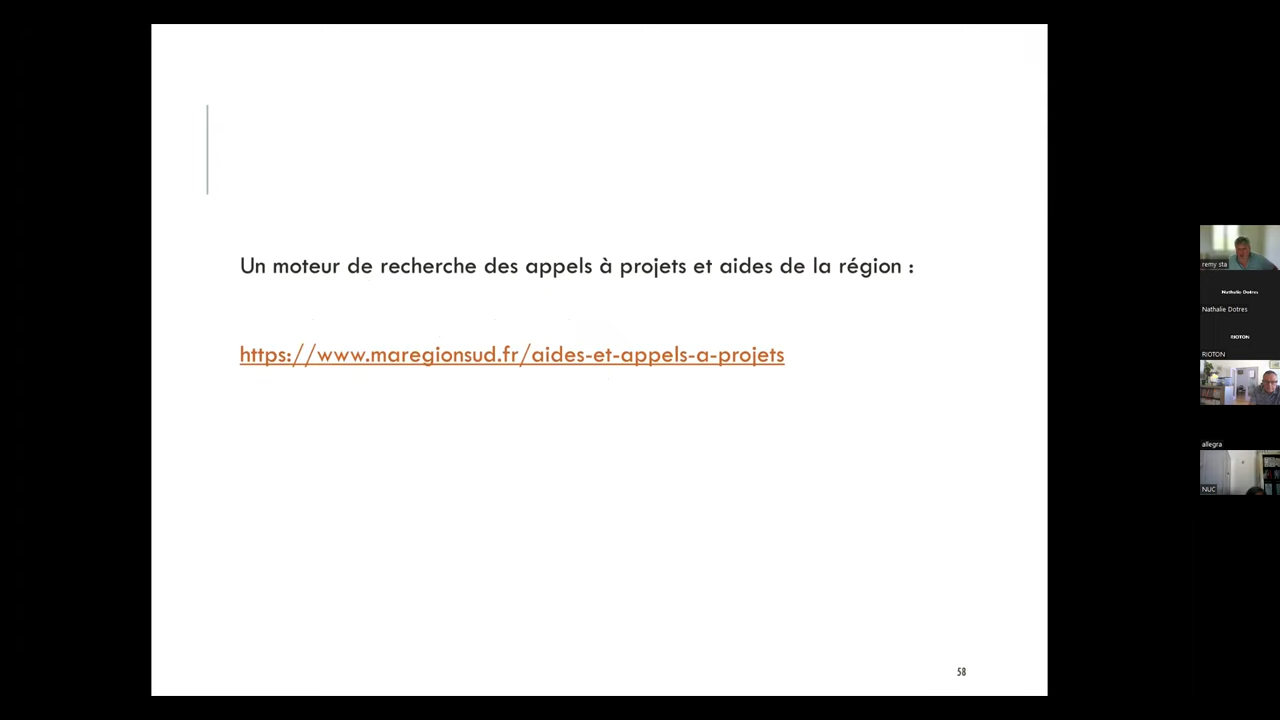 Un moteur de recherche des appels à projets et aides de la région :
https://www.maregionsud.fr/aides-et-appels-a-projets
58
remy sta
Nathalie Dotres
Nathalie Dotres
RIOTON
RIOTON
allegra
NUC